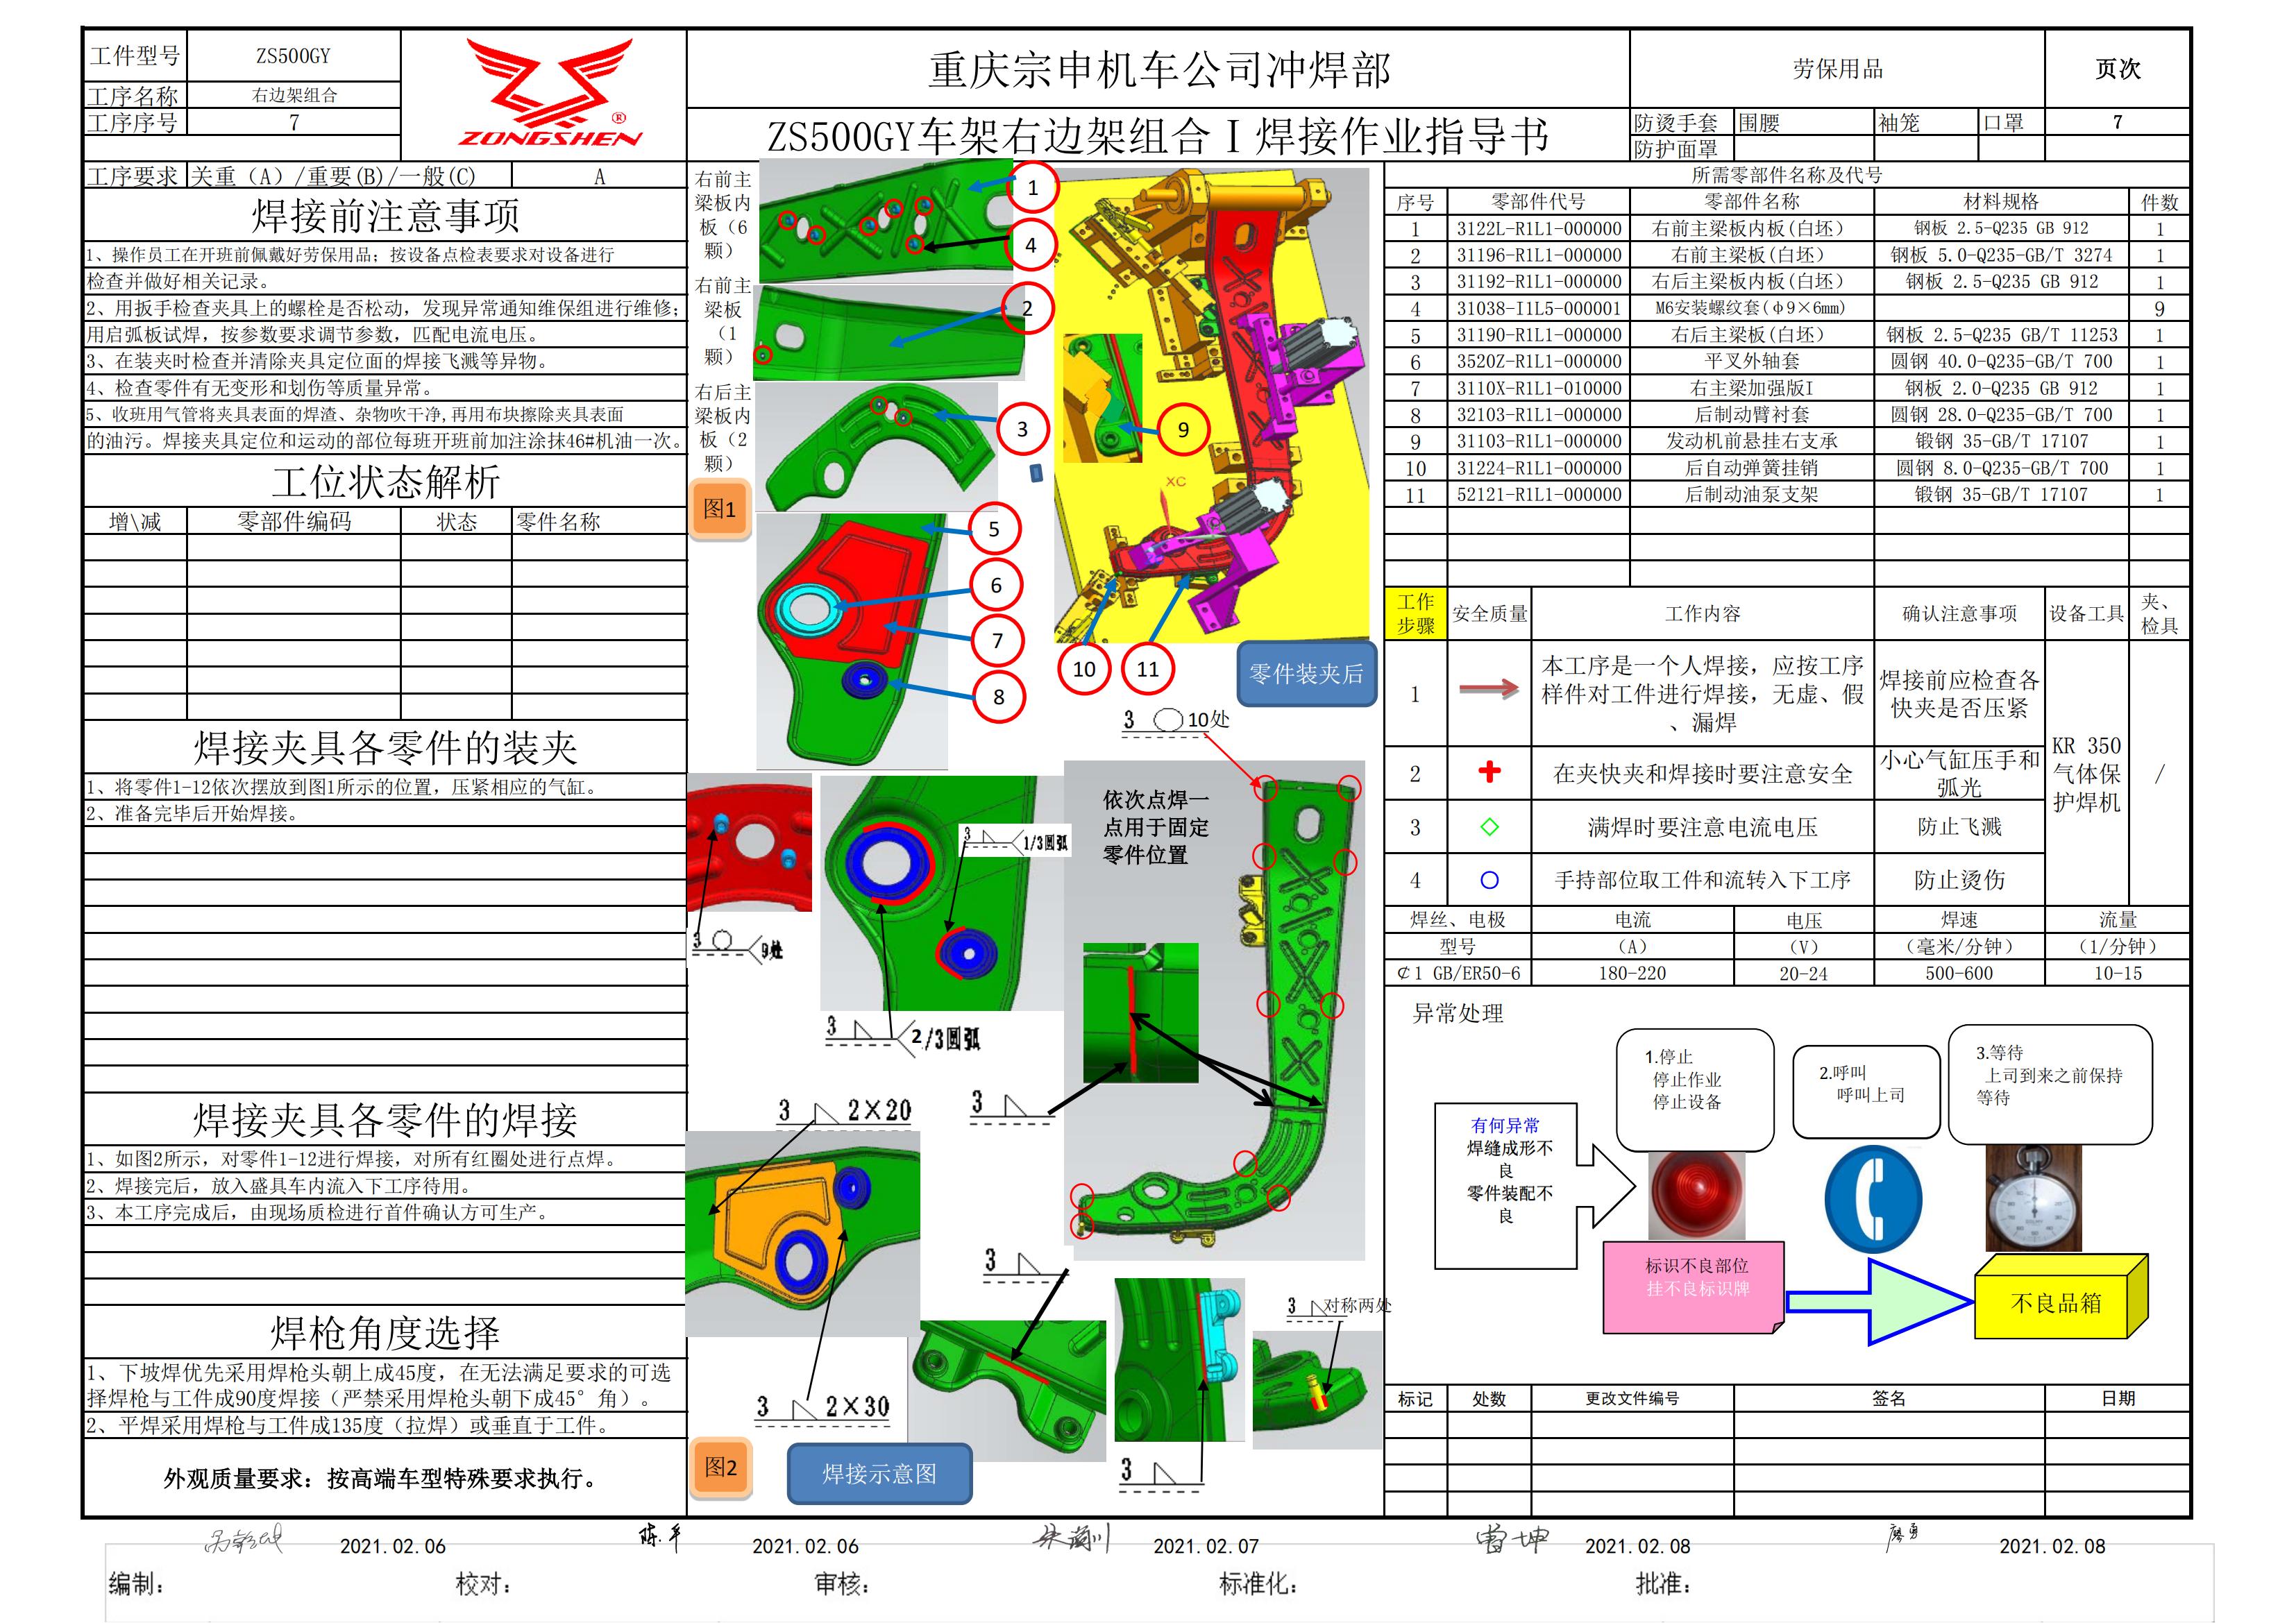 工件型号 ZS500GY
工序名称 右边架组合
工序序号 7
ZONGSHEN ®
重庆宗申机车公司冲焊部
ZS500GY车架右边架组合Ⅰ焊接作业指导书
劳保用品 页次
防烫手套 围腰 袖笼 口罩 7
防护面罩
工序要求 关重（A）/重要(B)/一般(C) A
焊接前注意事项
1、操作员工在开班前佩戴好劳保用品；按设备点检表要求对设备进行
检查并做好相关记录。
2、用扳手检查夹具上的螺栓是否松动，发现异常通知维保组进行维修；
用启弧板试焊，按参数要求调节参数，匹配电流电压。
3、在装夹时检查并清除夹具定位面的焊接飞溅等异物。
4、检查零件有无变形和划伤等质量异常。
5、收班用气管将夹具表面的焊渣、杂物吹干净,再用布块擦除夹具表面
的油污。焊接夹具定位和运动的部位每班开班前加注涂抹46#机油一次。
工位状态解析
增\减 零部件编码 状态 零件名称
焊接夹具各零件的装夹
1、将零件1-12依次摆放到图1所示的位置，压紧相应的气缸。
2、准备完毕后开始焊接。
焊接夹具各零件的焊接
1、如图2所示，对零件1-12进行焊接，对所有红圈处进行点焊。
2、焊接完后，放入盛具车内流入下工序待用。
3、本工序完成后，由现场质检进行首件确认方可生产。
焊枪角度选择
1、下坡焊优先采用焊枪头朝上成45度，在无法满足要求的可选
择焊枪与工件成90度焊接（严禁采用焊枪头朝下成45°角）。
2、平焊采用焊枪与工件成135度（拉焊）或垂直于工件。
外观质量要求：按高端车型特殊要求执行。
右前主
梁板内
板（6
颗）
右前主
梁板
（1
颗）
右后主
梁板内
板（2
颗）
图1
1
4
2
3
9
5
6
7
8
10
11
XC
零件装夹后
3 10处
依次点焊一
点用于固定
零件位置
3 1/3圆弧
3 9处
3 2/3圆弧
3 2×20
3
3
3 对称两处
3 2×30
3
图2
焊接示意图
所需零部件名称及代号
序号 零部件代号 零部件名称 材料规格 件数
1 3122L-R1L1-000000 右前主梁板内板(白坯) 钢板 2.5-Q235 GB 912 1
2 31196-R1L1-000000 右前主梁板(白坯) 钢板 5.0-Q235-GB/T 3274 1
3 31192-R1L1-000000 右后主梁板内板(白坯) 钢板 2.5-Q235 GB 912 1
4 31038-I1L5-000001 M6安装螺纹套(φ9×6mm) 9
5 31190-R1L1-000000 右后主梁板(白坯) 钢板 2.5-Q235 GB/T 11253 1
6 3520Z-R1L1-000000 平叉外轴套 圆钢 40.0-Q235-GB/T 700 1
7 3110X-R1L1-010000 右主梁加强版I 钢板 2.0-Q235 GB 912 1
8 32103-R1L1-000000 后制动臂衬套 圆钢 28.0-Q235-GB/T 700 1
9 31103-R1L1-000000 发动机前悬挂右支承 锻钢 35-GB/T 17107 1
10 31224-R1L1-000000 后自动弹簧挂销 圆钢 8.0-Q235-GB/T 700 1
11 52121-R1L1-000000 后制动油泵支架 锻钢 35-GB/T 17107 1
工作
步骤 安全质量 工作内容 确认注意事项 设备工具 夹、
检具
1 本工序是一个人焊接，应按工序
样件对工件进行焊接，无虚、假
、漏焊
焊接前应检查各
快夹是否压紧
KR 350
气体保
护焊机
/
2 在夹快夹和焊接时要注意安全 小心气缸压手和
弧光
3 满焊时要注意电流电压 防止飞溅
4 手持部位取工件和流转入下工序 防止烫伤
焊丝、电极 电流 电压 焊速 流量
型号 （A） （V） （毫米/分钟） （1/分钟）
¢1 GB/ER50-6 180-220 20-24 500-600 10-15
异常处理
有何异常
焊缝成形不
良
零件装配不
良
1.停止
停止作业
停止设备
2.呼叫
呼叫上司
3.等待
上司到来之前保持
等待
标识不良部位
挂不良标识牌
不良品箱
标记 处数 更改文件编号 签名 日期
2021.02.06 陈平 2021.02.06 2021.02.07 曾坤 2021.02.08 廖勇 2021.02.08
编制： 校对： 审核： 标准化： 批准：